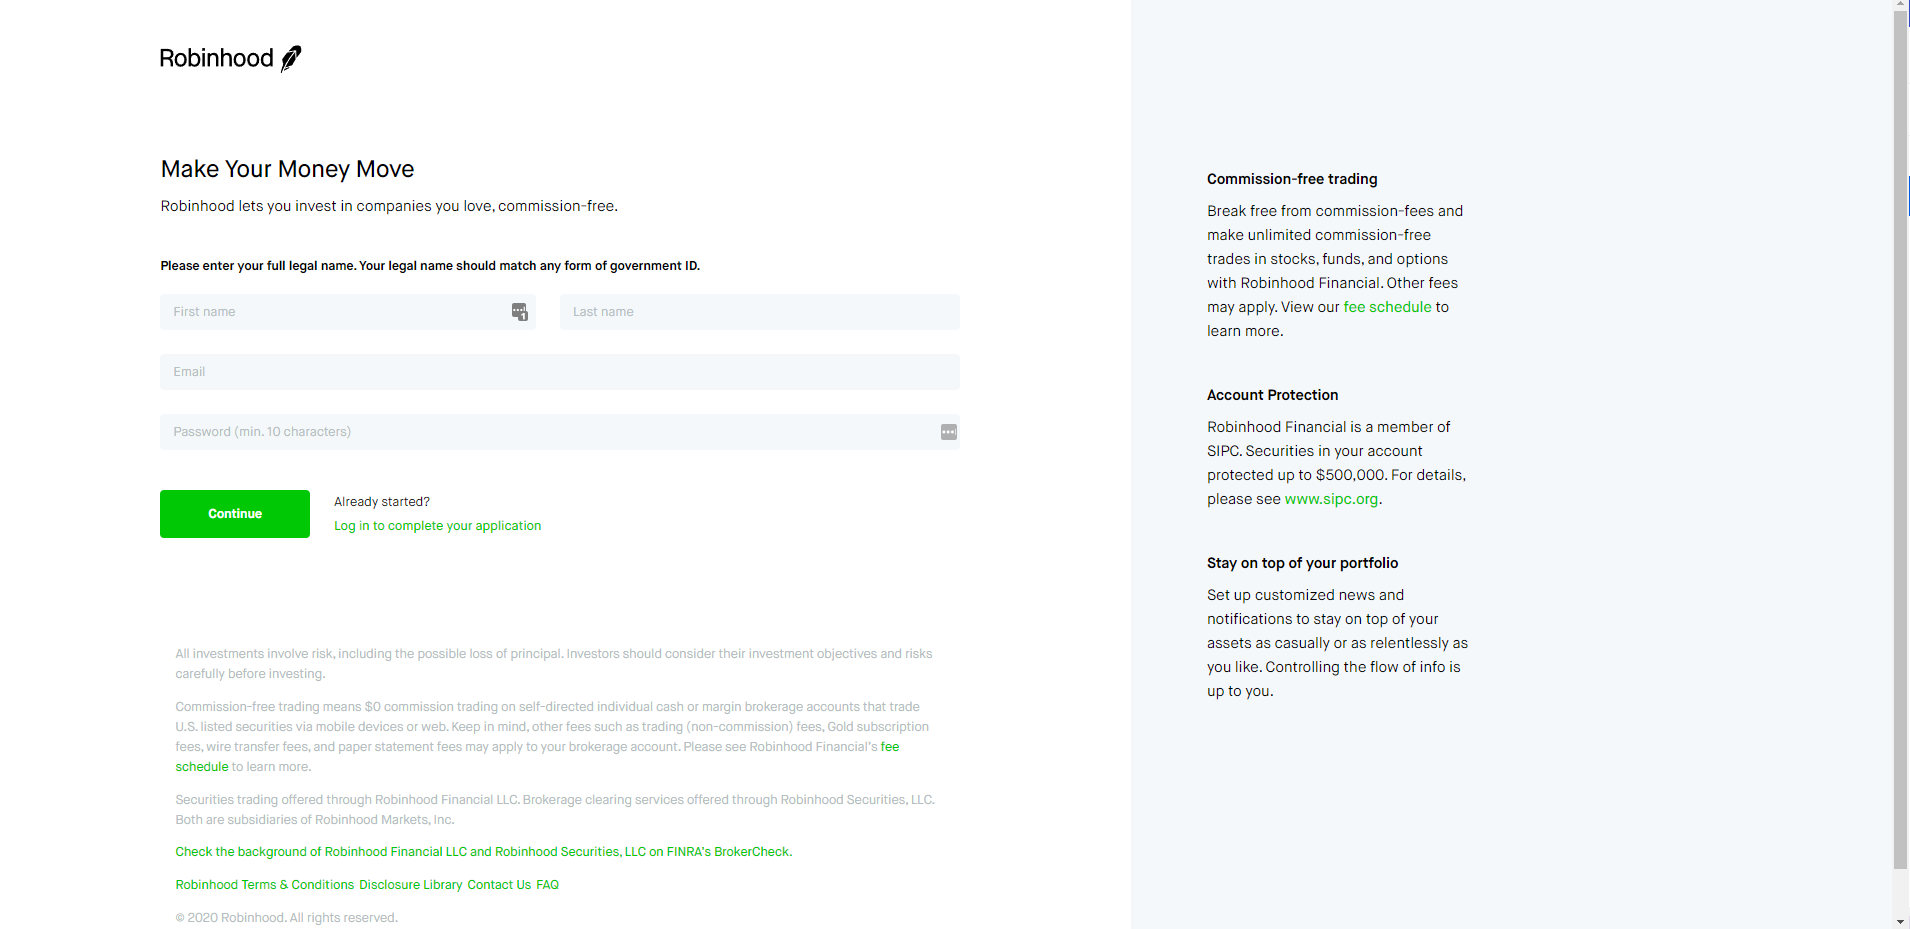 Robinhood
Make Your Money Move
Robinhood lets you invest in companies you love, commission-free.
Please enter your full legal name. Your legal name should match any form of government ID.
First name
1
Last name
Email
Password (min. 10 characters)
Continue
Already started?
Log in to complete your application
All investments involve risk, including the possible loss of principal. Investors should consider their investment objectives and risks
carefully before investing.
Commission-free trading means $0 commission trading on self-directed individual cash or margin brokerage accounts that trade
U.S. listed securities via mobile devices or web. Keep in mind, other fees such as trading (non-commission) fees, Gold subscription
fees, wire transfer fees, and paper statement fees may apply to your brokerage account. Please see Robinhood Financial's fee
schedule to learn more.
Securities trading offered through Robinhood Financial LLC. Brokerage clearing services offered through Robinhood Securities, LLC.
Both are subsidiaries of Robinhood Markets, Inc.
Check the background of Robinhood Financial LLC and Robinhood Securities, LLC on FINRA's BrokerCheck.
Robinhood Terms & Conditions Disclosure Library Contact Us FAQ
© 2020 Robinhood. All rights reserved.
Commission-free trading
Break free from commission-fees and
make unlimited commission-free
trades in stocks, funds, and options
with Robinhood Financial. Other fees
may apply. View our fee schedule to
learn more.
Account Protection
Robinhood Financial is a member of
SIPC. Securities in your account
protected up to $500,000. For details,
please see www.sipc.org.
Stay on top of your portfolio
Set up customized news and
notifications to stay on top of your
assets as casually or as relentlessly as
you like. Controlling the flow of info is
up to you.